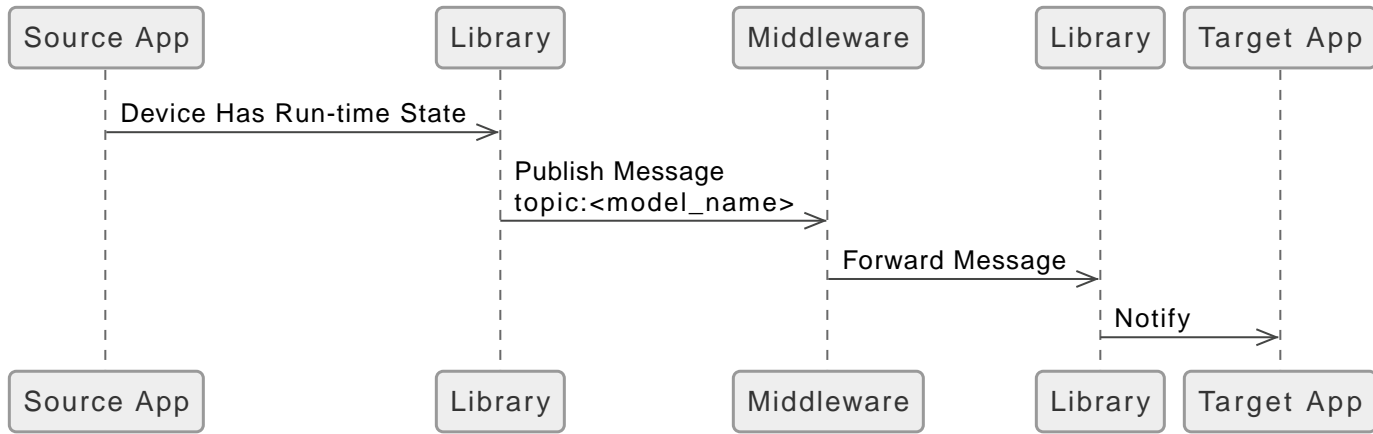 Source App
Library
Middleware
Library
Target App
Device Has Run-time State
Publish Message
topic:<model_name>
Forward Message
Notify
Source App
Library
Middleware
Library
Target App